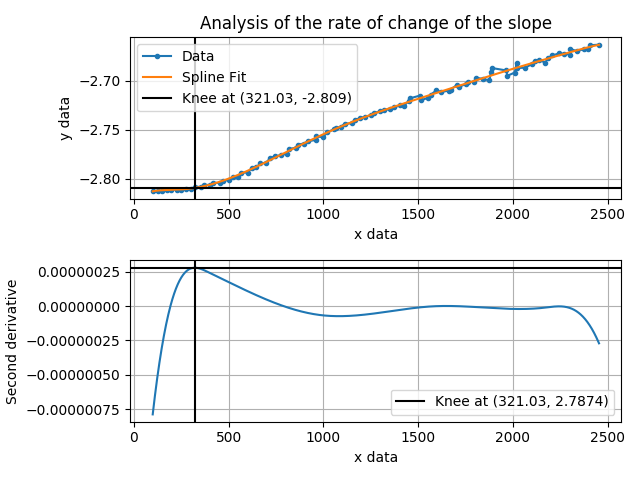 Analysis of the rate of change of the slope
Data
Spline Fit
Knee at (321.03, -2.809)
y data
−2.70
−2.75
−2.80
0 500 1000 1500 2000 2500
x data
Second derivative
0.00000025
0.00000000
−0.00000025
−0.00000050
−0.00000075
Knee at (321.03, 2.7874)
0 500 1000 1500 2000 2500
x data